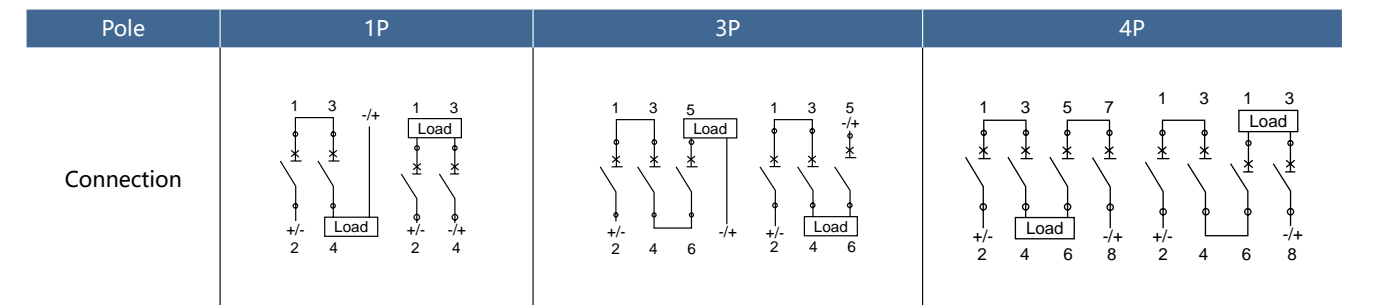 Pole 1P 3P 4P
Connection
1 3 -/+
Load
+/- 2 4
1 3
Load
+/- -/+
2 4
1 3 5
Load
+/- -/+
2 4 6
1 3 5
-/+
+/- Load
2 4 6
1 3 5 7
Load
+/- -/+
2 4 6 8
1 3 1 3
Load
+/- -/+
2 4 6 8